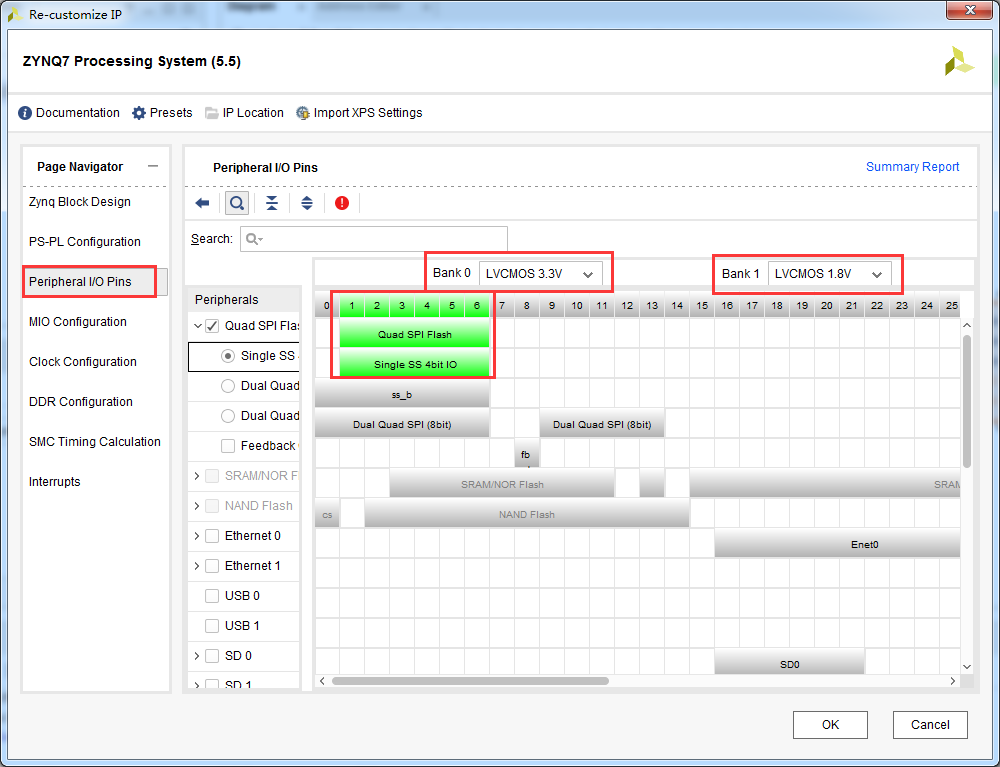 Re-customize IP
ZYNQ7 Processing System (5.5)
Documentation Presets IP Location Import XPS Settings
Page Navigator
Zynq Block Design
PS-PL Configuration
Peripheral I/O Pins
MIO Configuration
Clock Configuration
DDR Configuration
SMC Timing Calculation
Interrupts
Peripheral I/O Pins
Summary Report
Search:
Bank 0 LVCMOS 3.3V Bank 1 LVCMOS 1.8V
Peripherals 0 1 2 3 4 5 6 7 8 9 10 11 12 13 14 15 16 17 18 19 20 21 22 23 24 25
Quad SPI Flas Quad SPI Flash
Single SS Single SS 4bit IO
Dual Quad ss_b
Dual Quad Dual Quad SPI (8bit) Dual Quad SPI (8bit)
Feedback fb
SRAM/NOR Fl SRAM/NOR Flash SRAM
NAND Flash cs NAND Flash
Ethernet 0 Enet0
Ethernet 1
USB 0
USB 1
SD 0 SD0
SD 1
OK Cancel